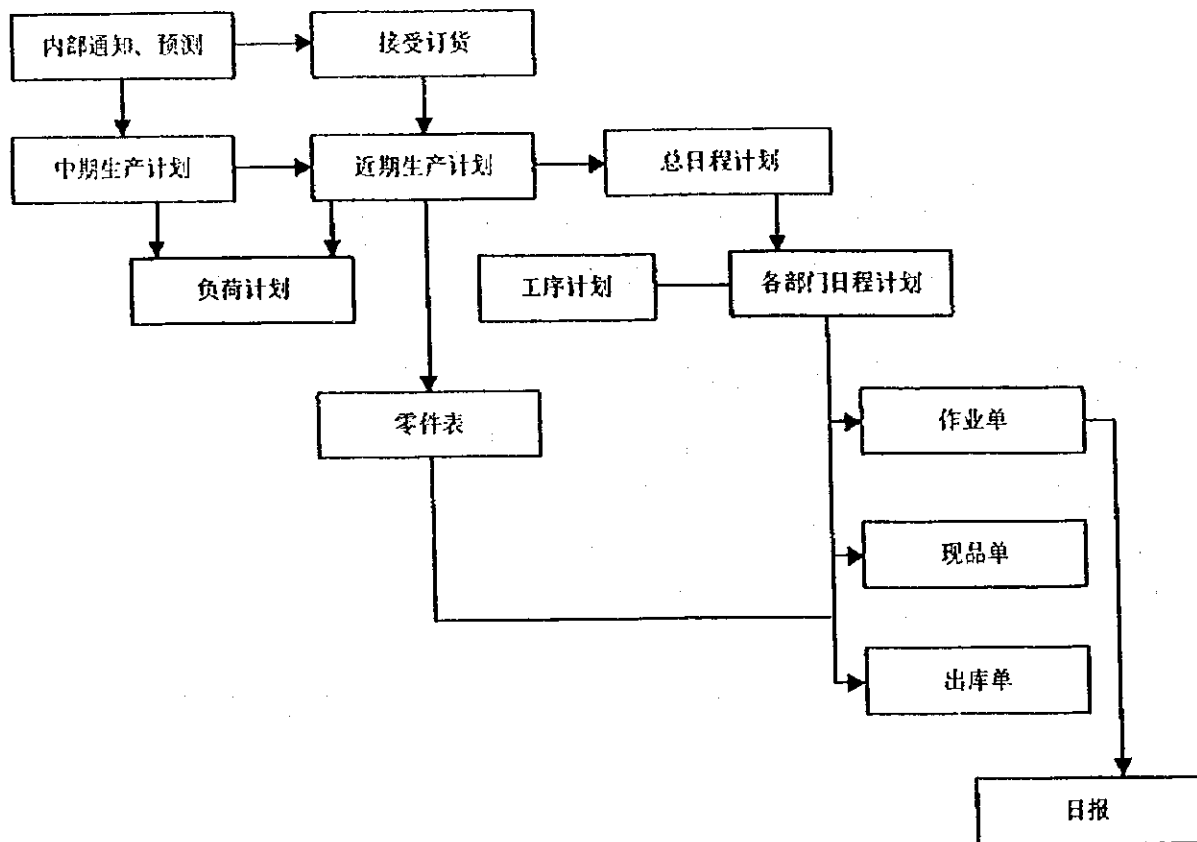 内部通知、预测
接受订货
中期生产计划
近期生产计划
总日程计划
负荷计划
工序计划
各部门日程计划
零件表
作业单
现品单
出库单
日报